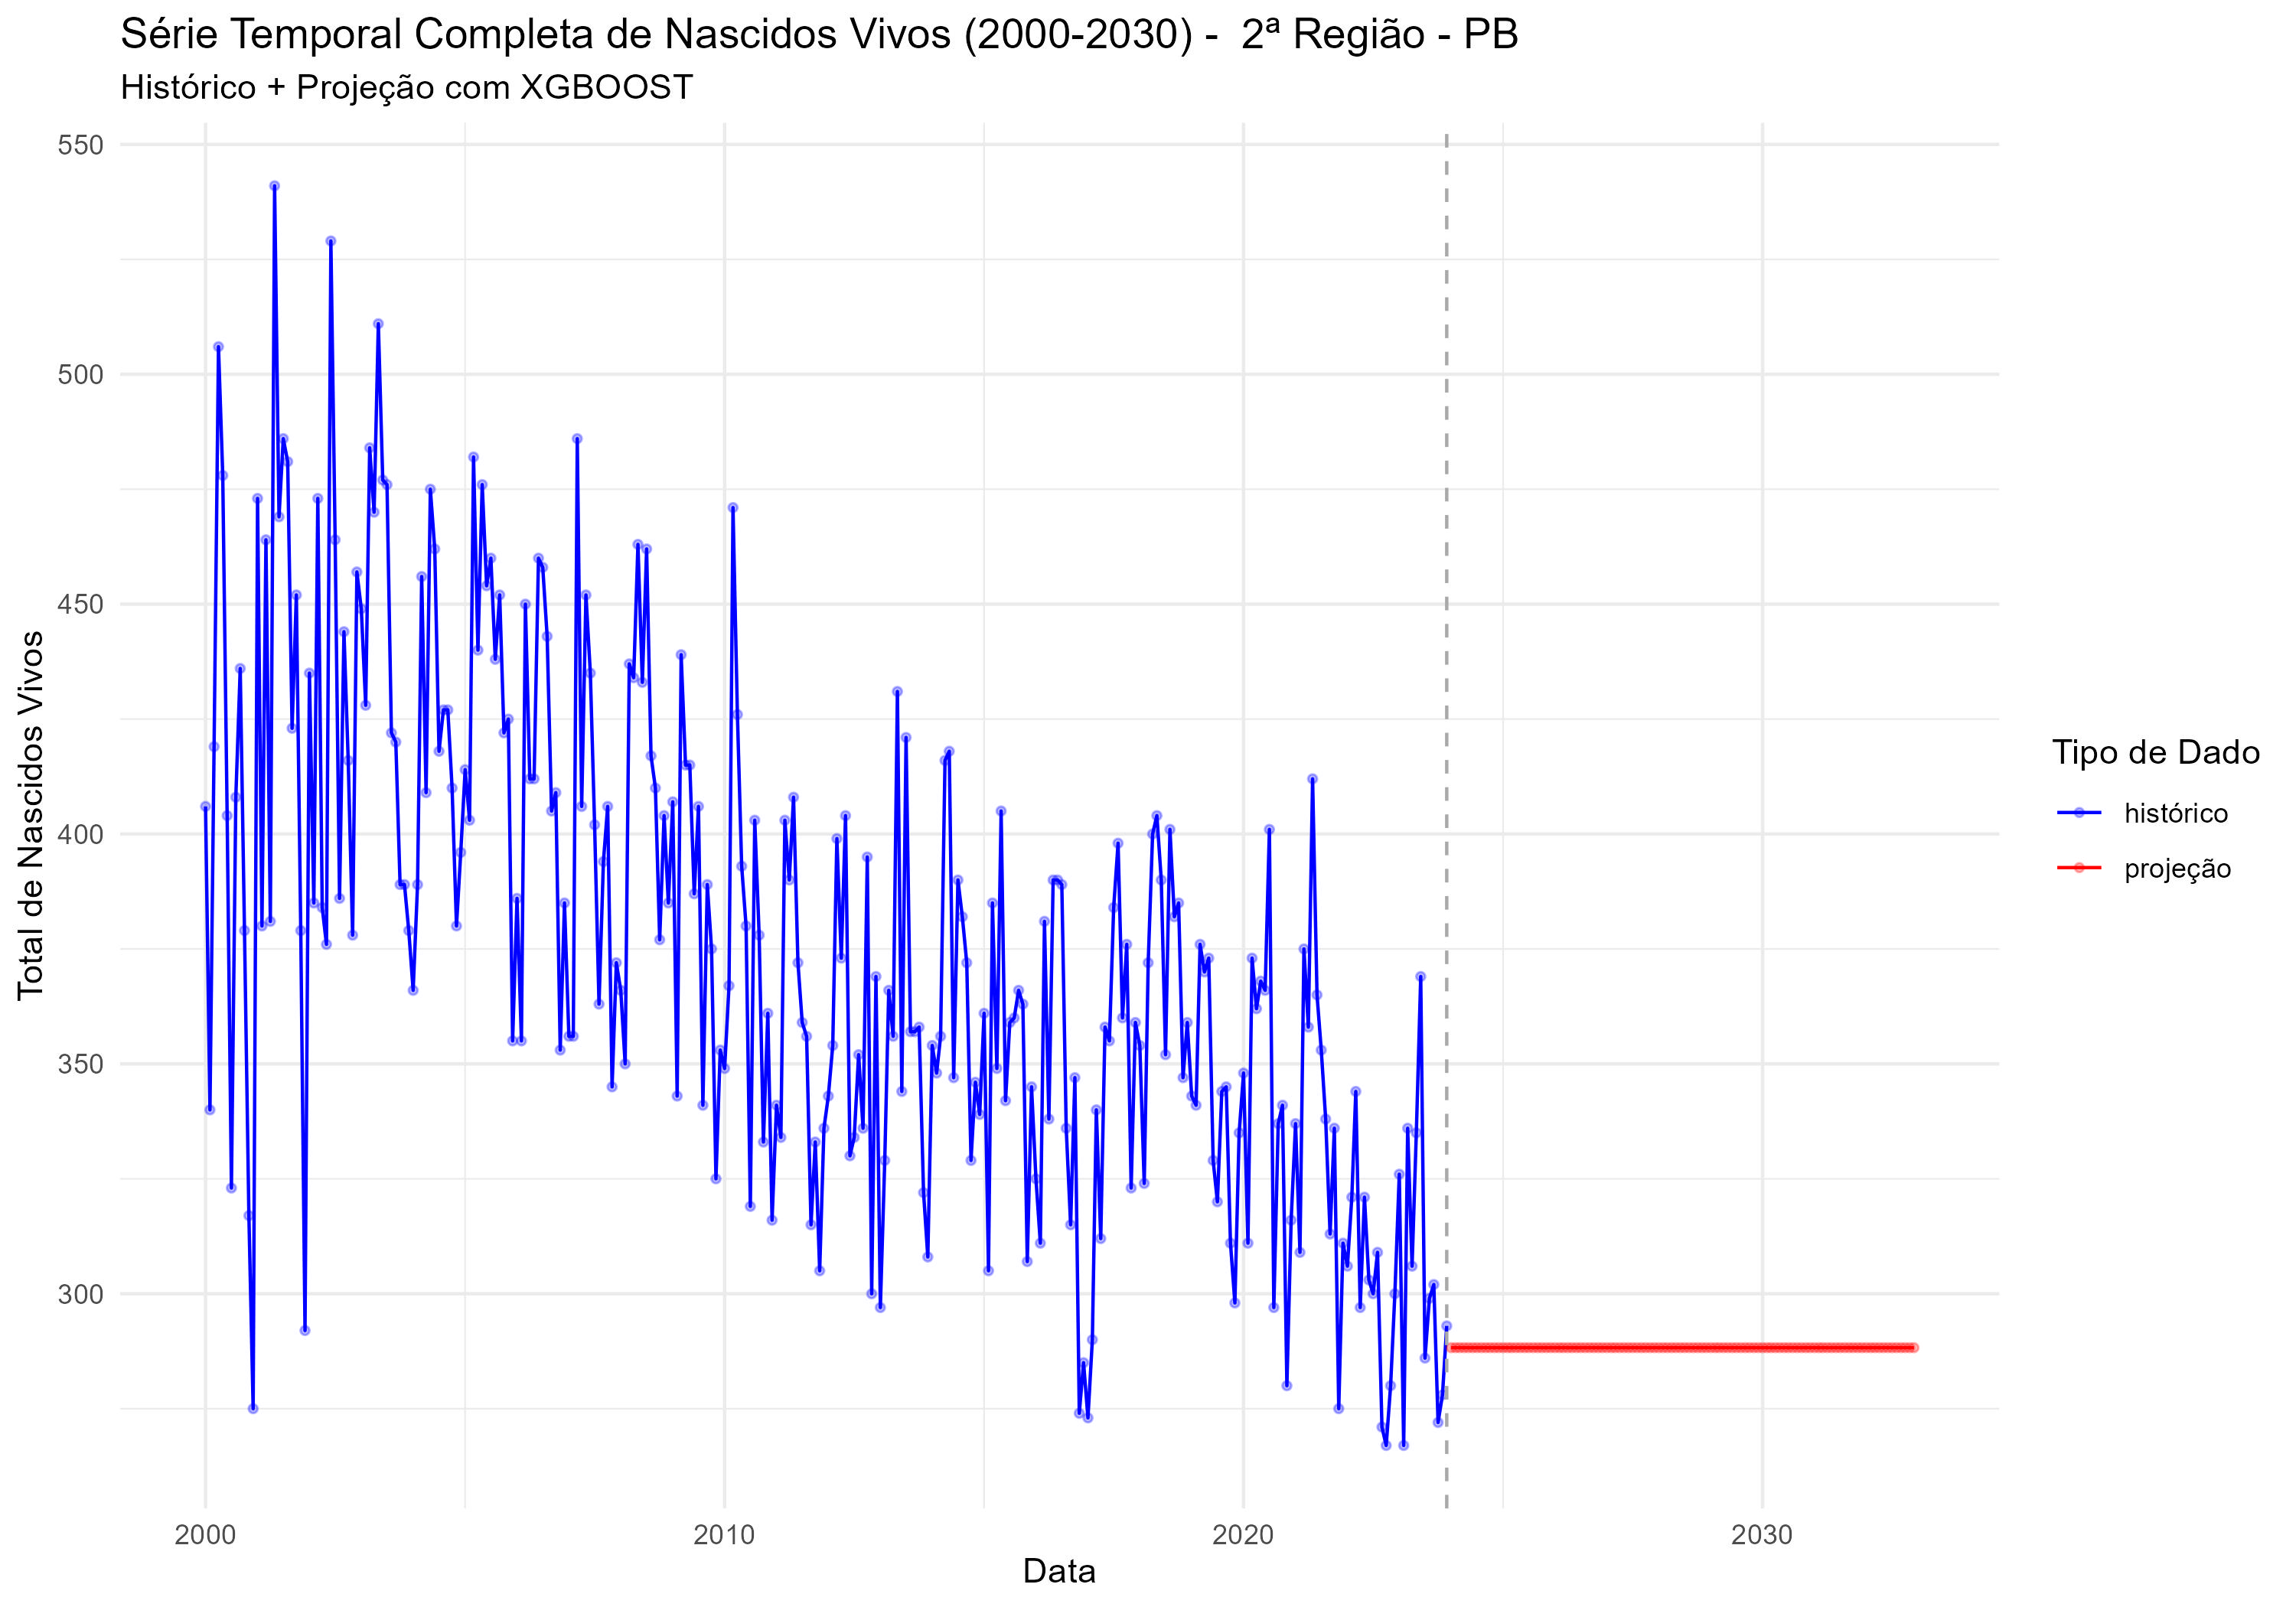 Série Temporal Completa de Nascidos Vivos (2000-2030) -  2ª Região - PB
Histórico + Projeção com XGBOOST
550
500
450
400
350
300
Total de Nascidos Vivos
2000
2010
2020
2030
Data
Tipo de Dado
histórico
projeção